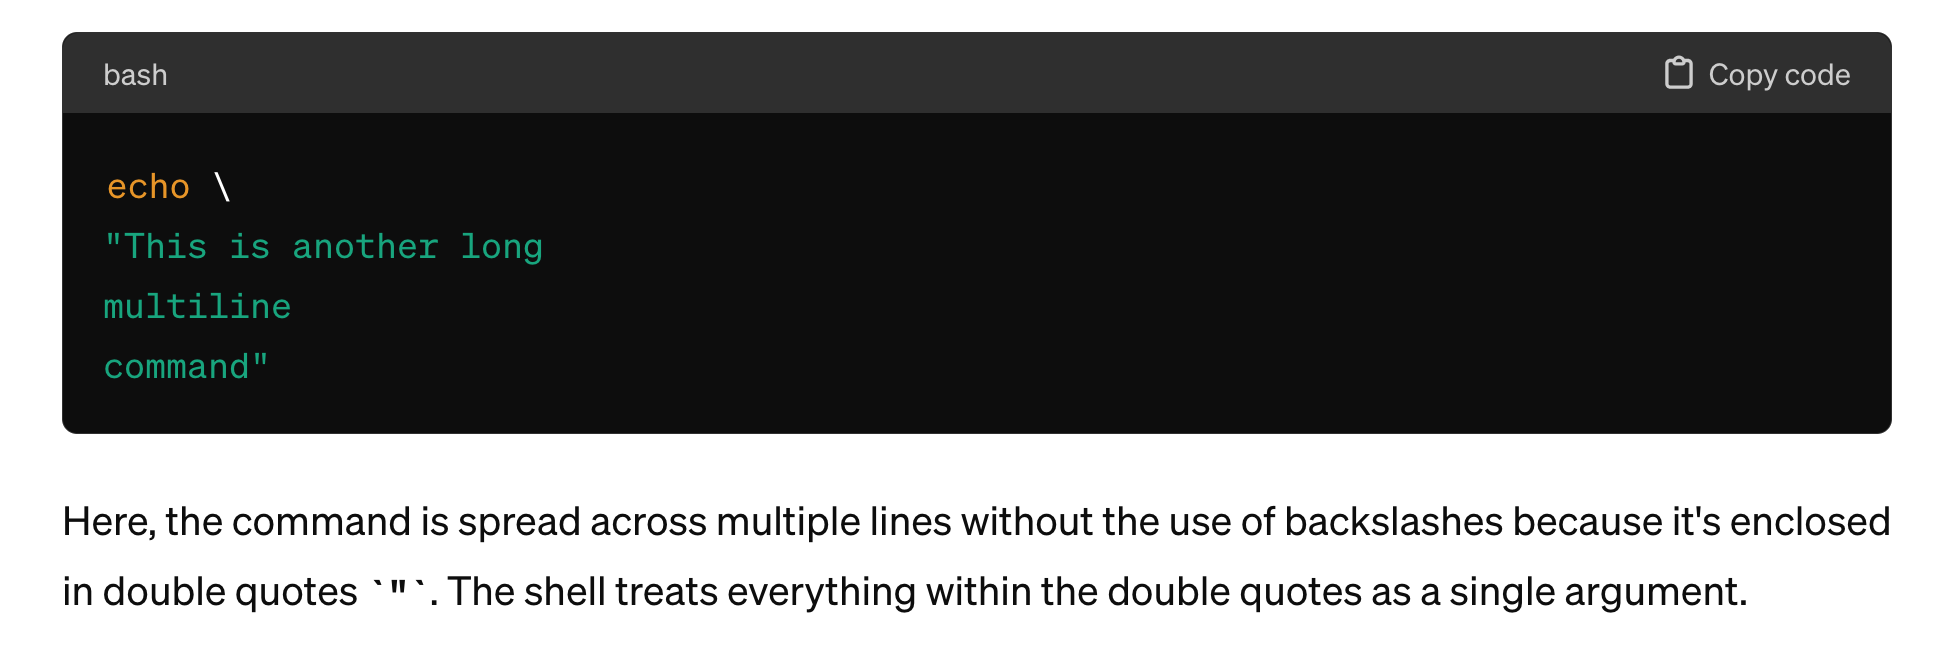 bash
Copy code
echo \
"This is another long
multiline
command"
Here, the command is spread across multiple lines without the use of backslashes because it's enclosed
in double quotes `"`. The shell treats everything within the double quotes as a single argument.